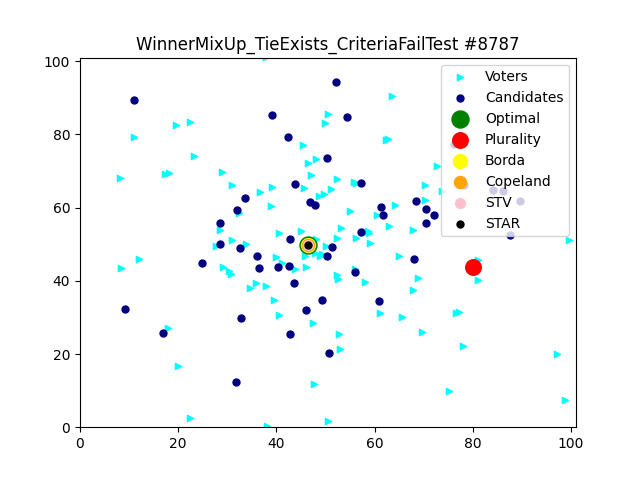 WinnerMixUp_TieExists_CriteriaFailTest #8787
100
80
60
40
20
0
0
20
40
60
80
100
Voters
Candidates
Optimal
Plurality
Borda
Copeland
STV
STAR